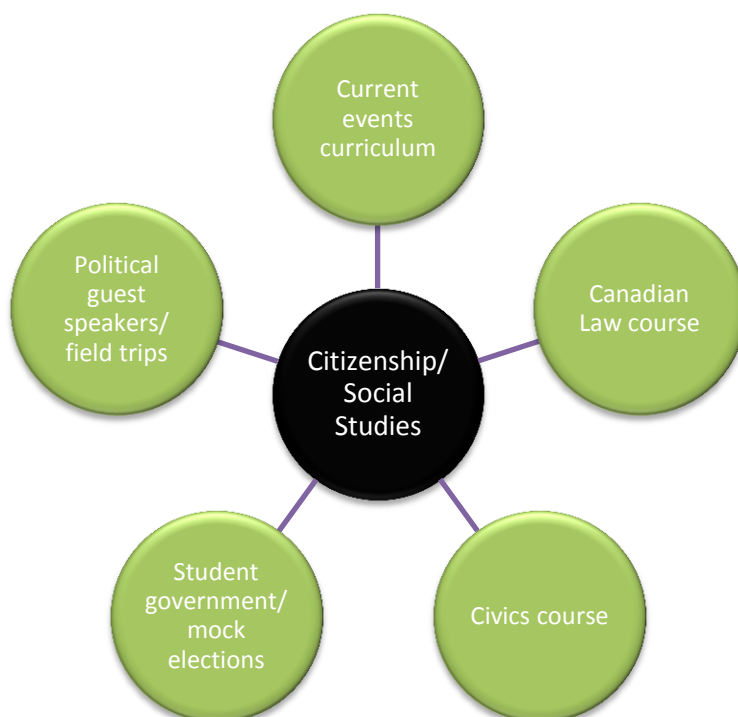 Current
events
curriculum
Political
guest
speakers/
field trips
Canadian
Law course
Citizenship/
Social
Studies
Student
government/
mock
elections
Civics course